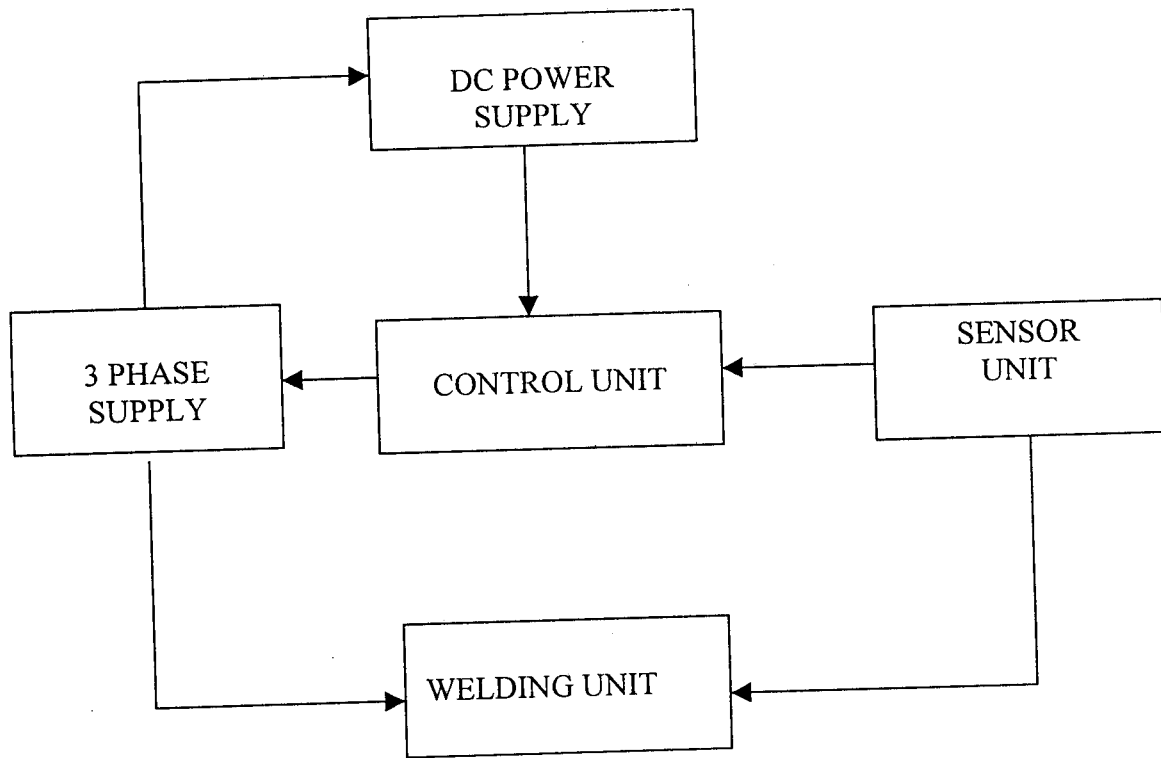 DC POWER
SUPPLY
3 PHASE
SUPPLY
CONTROL UNIT
SENSOR
UNIT
WELDING UNIT